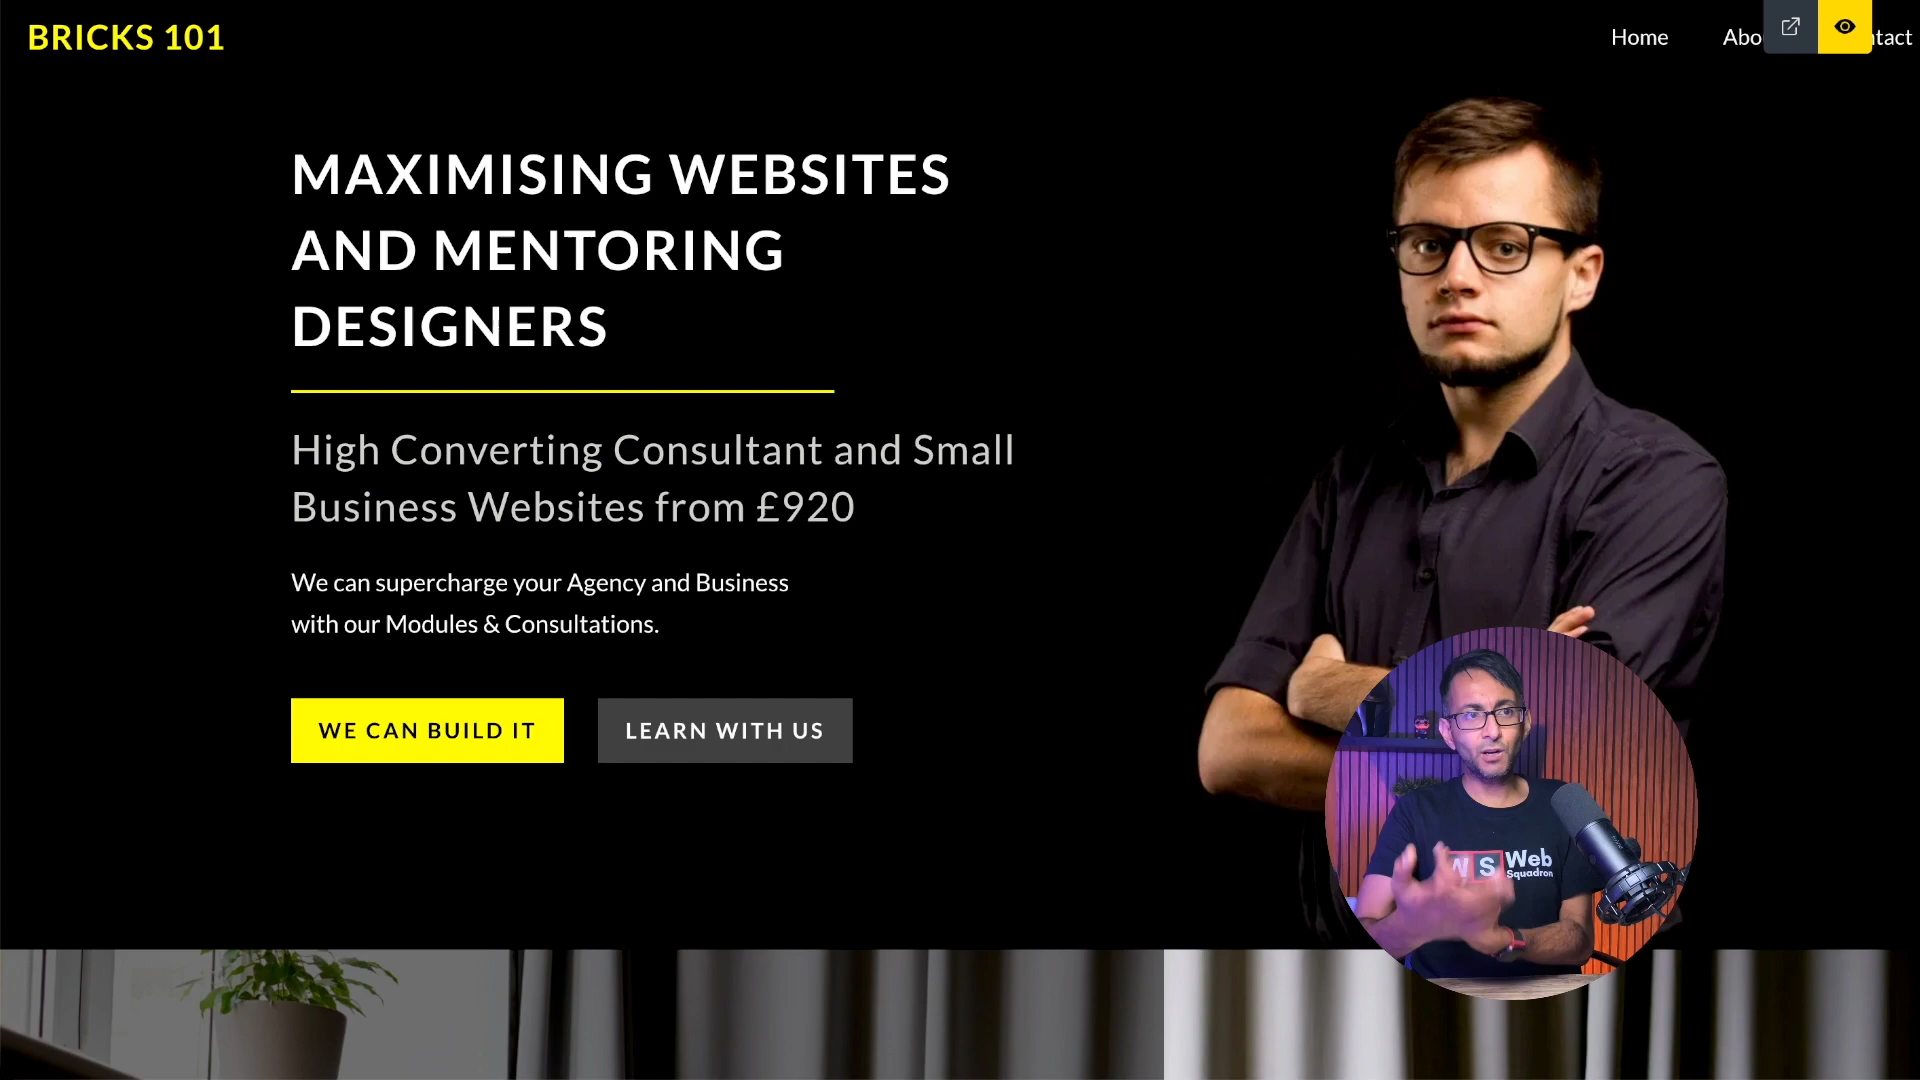 BRICKS 101
Home
Abo
ntact
MAXIMISING WEBSITES
AND MENTORING
DESIGNERS
High Converting Consultant and Small
Business Websites from £920
We can supercharge your Agency and Business
with our Modules & Consultations.
WE CAN BUILD IT
LEARN WITH US
W S Web
Squadron